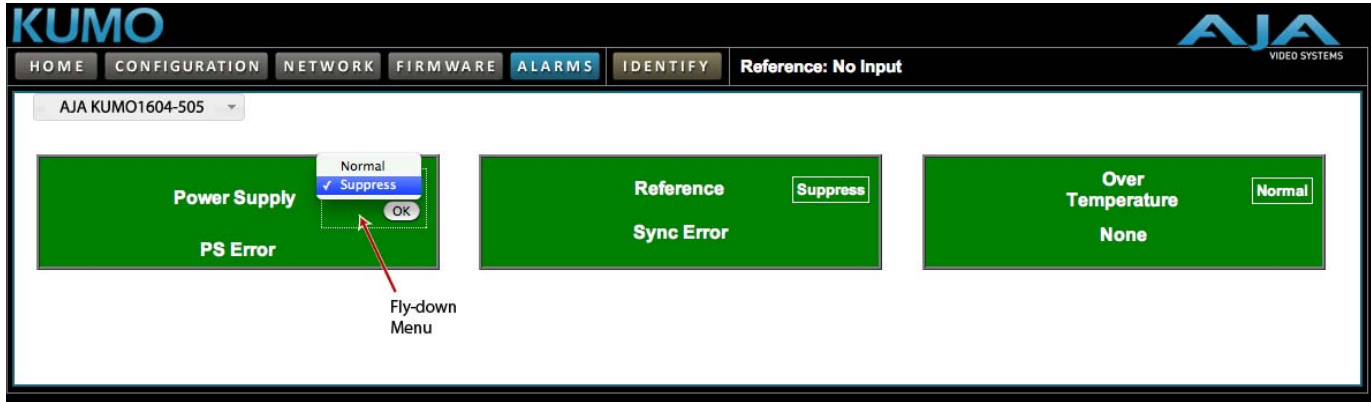 KUMO
AJA
VIDEO SYSTEMS
HOME CONFIGURATION NETWORK FIRMWARE ALARMS IDENTIFY Reference: No Input
AJA KUMO1604-505
Power Supply
Normal
✓ Suppress
OK
PS Error
Reference
Suppress
Sync Error
Over
Temperature
Normal
None
Fly-down
Menu